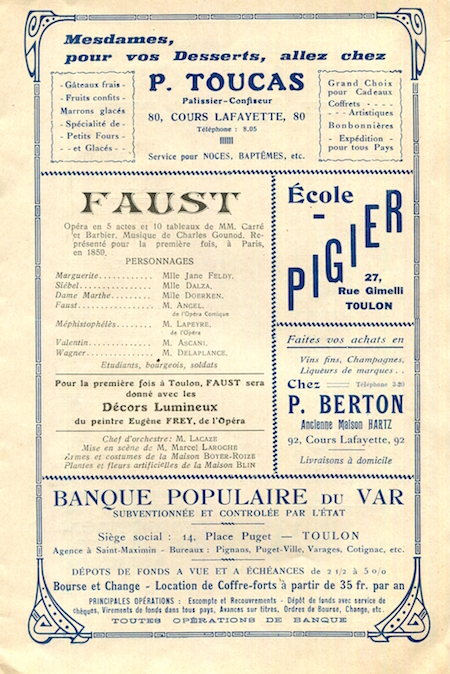 Mesdames,
pour vos Desserts, allez chez
- Gâteaux frais -
- Fruits confits -
Marrons glacés
- Spécialité de -
- Petits Fours -
- - et Glacés - -
P. TOUCAS
Patissier-Confiseur
80, COURS LAFAYETTE, 80
Téléphone : 8.05
Service pour NOCES, BAPTÊMES, etc.
Grand Choix
pour Cadeaux
Coffrets - - - -
- - - Artistiques
Bonbonnières
- Expédition -
pour tous Pays
FAUST
Opéra en 5 actes et 10 tableaux de MM. Carré
et Barbier, Musique de Charles Gounod. Re-
présenté pour la première fois, à Paris,
en 1859.
PERSONNAGES
Marguerite........... Mlle Jane FELDY.
Siébel............... Mlle DALZA.
Dame Marthe......... Mlle DOERKEN.
Faust............... M. ANGEL,
de l'Opéra Comique
Méphistophélès...... M. LAPEYRE,
de l'Opéra
Valentin............ M. ASCANI.
Wagner.............. M. DELAPLANCE.
Etudiants, bourgeois, soldats
Pour la première fois à Toulon, FAUST sera
donné avec les
Décors Lumineux
du peintre Eugène FREY, de l'Opéra
Chef d'orchestre: M. LACAZE
Mise en scène de M. Marcel LAROCHE
Armes et costumes de la Maison BOYER-ROIZE
Plantes et fleurs artificielles de la Maison BLIN
École
-
PIGIER
27,
Rue Gimelli
TOULON
Faites vos achats en
Vins fins, Champagnes,
Liqueurs de marques . .
Chez Téléphone 3-20
P. BERTON
Ancienne Maison HARTZ
92, Cours Lafayette, 92
Livraisons à domicile
BANQUE POPULAIRE DU VAR
SUBVENTIONNÉE ET CONTROLÉE PAR L'ÉTAT
Siège social : 14, Place Puget — TOULON
Agence à Saint-Maximin - Bureaux : Pignans, Puget-Ville, Varages, Cotignac, etc.
DÉPOTS DE FONDS A VUE ET A ÉCHÉANCES de 2 1/2 à 5 0/0
Bourse et Change - Location de Coffre-forts à partir de 35 fr. par an
PRINCIPALES OPÉRATIONS : Escompte et Recouvrements - Dépôt de fonds avec service de
chèques, Virements de fonds dans tous pays, Avances sur titres, Ordres de Bourse, Change, etc.
TOUTES OPÉRATIONS DE BANQUE